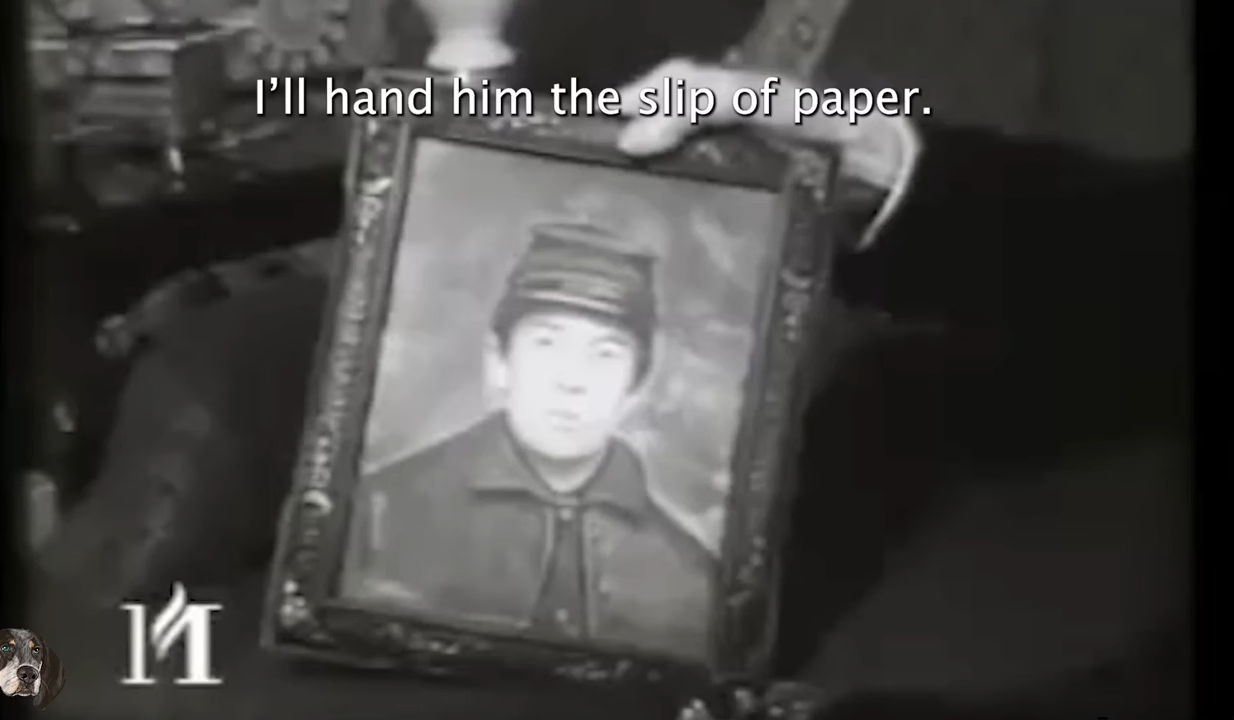 I’ll hand him the slip of paper.